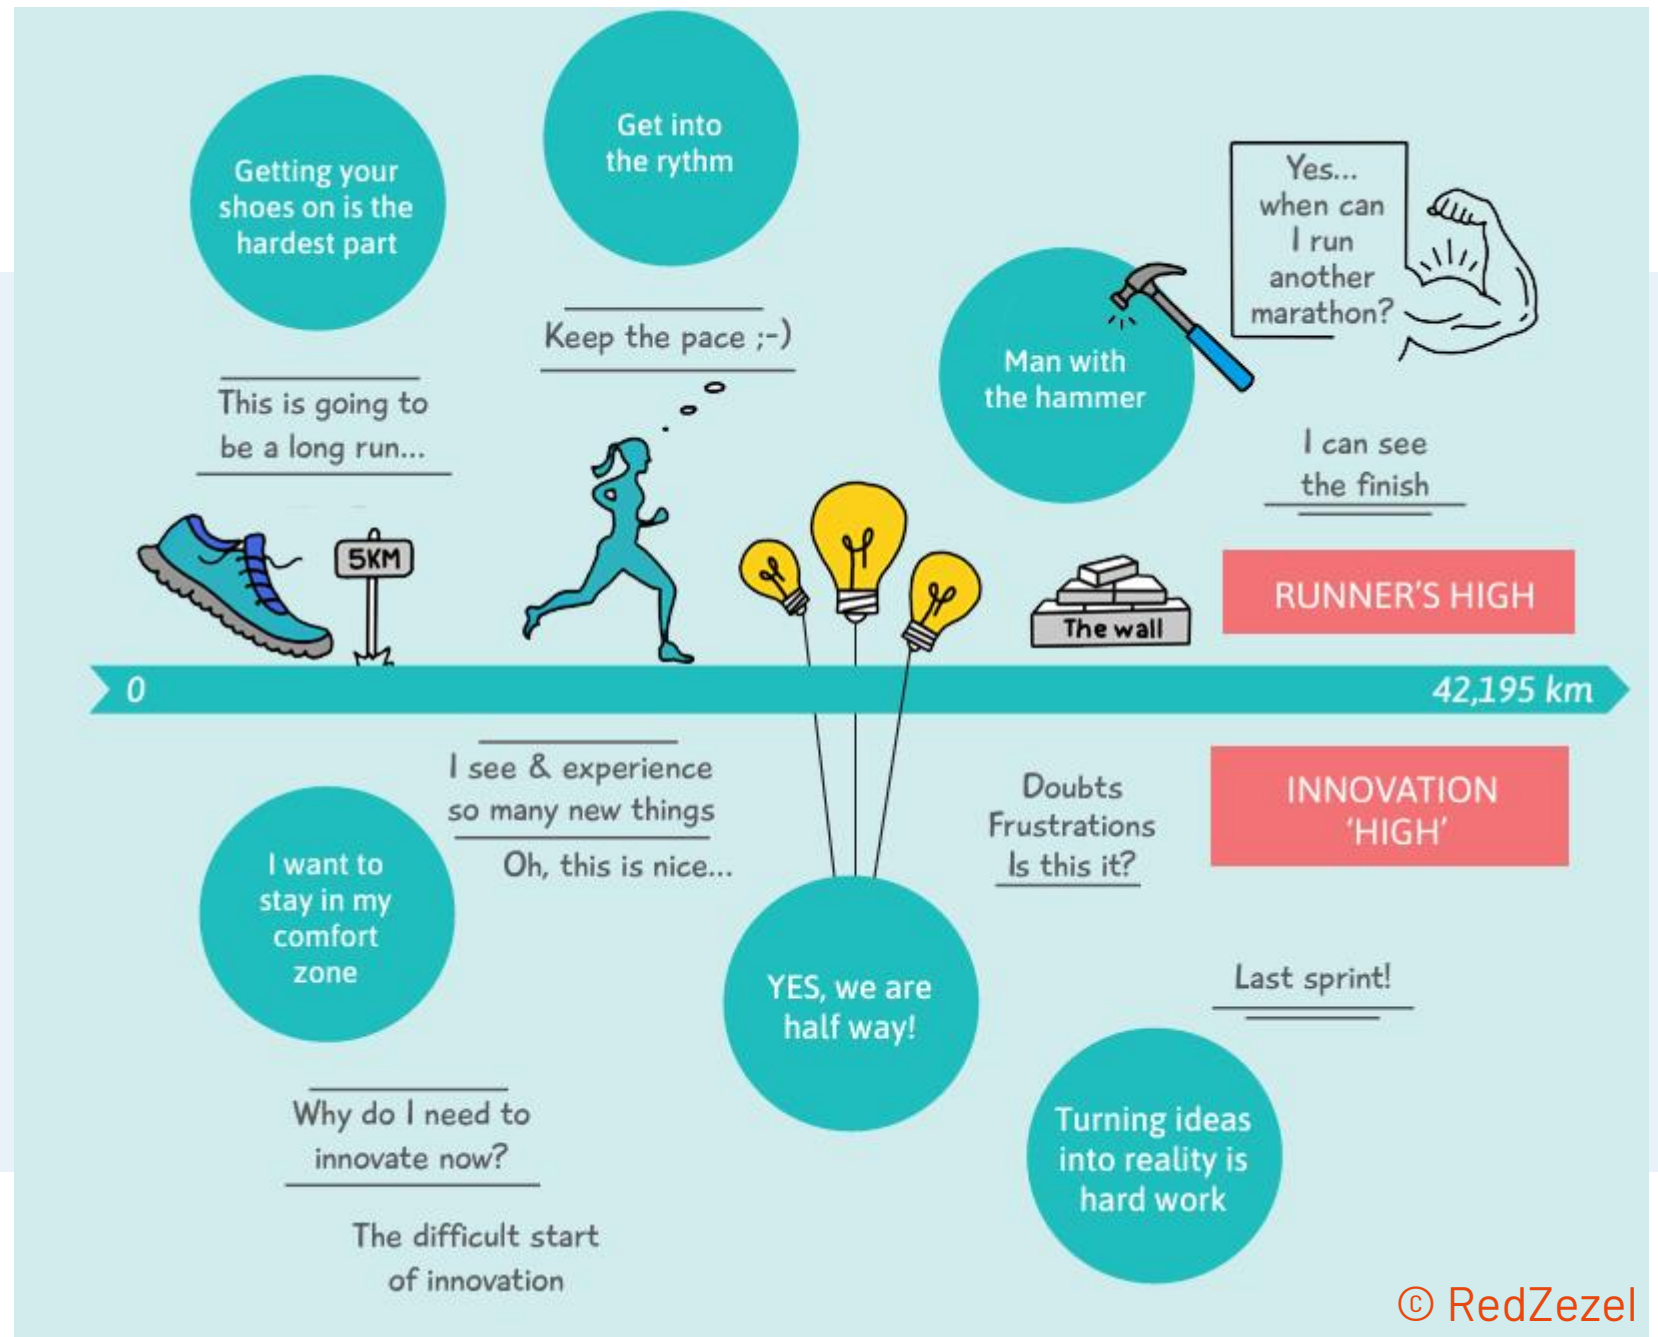 Getting your
shoes on is the
hardest part
This is going to
be a long run...
5KM
Get into
the rythm
Keep the pace ;-)
Man with
the hammer
The wall
Yes...
when can
I run
another
marathon?
I can see
the finish
RUNNER'S HIGH
0
42,195 km
I want to
stay in my
comfort
zone
Why do I need to
innovate now?
The difficult start
of innovation
I see & experience
so many new things
Oh, this is nice...
YES, we are
half way!
Doubts
Frustrations
Is this it?
Turning ideas
into reality is
hard work
INNOVATION
'HIGH'
Last sprint!
© RedZezel